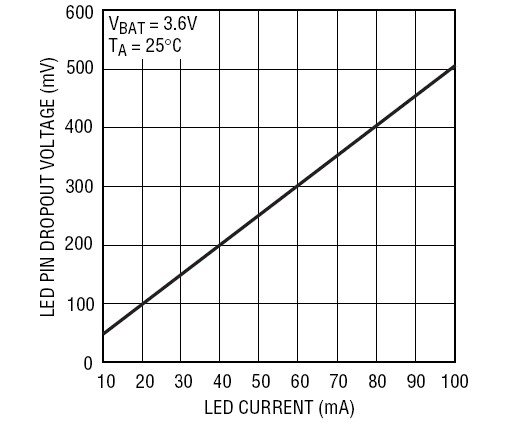 600
VBAT = 3.6V
TA = 25°C
500
400
300
200
100
0
LED PIN DROPOUT VOLTAGE (mV)
10 20 30 40 50 60 70 80 90 100
LED CURRENT (mA)